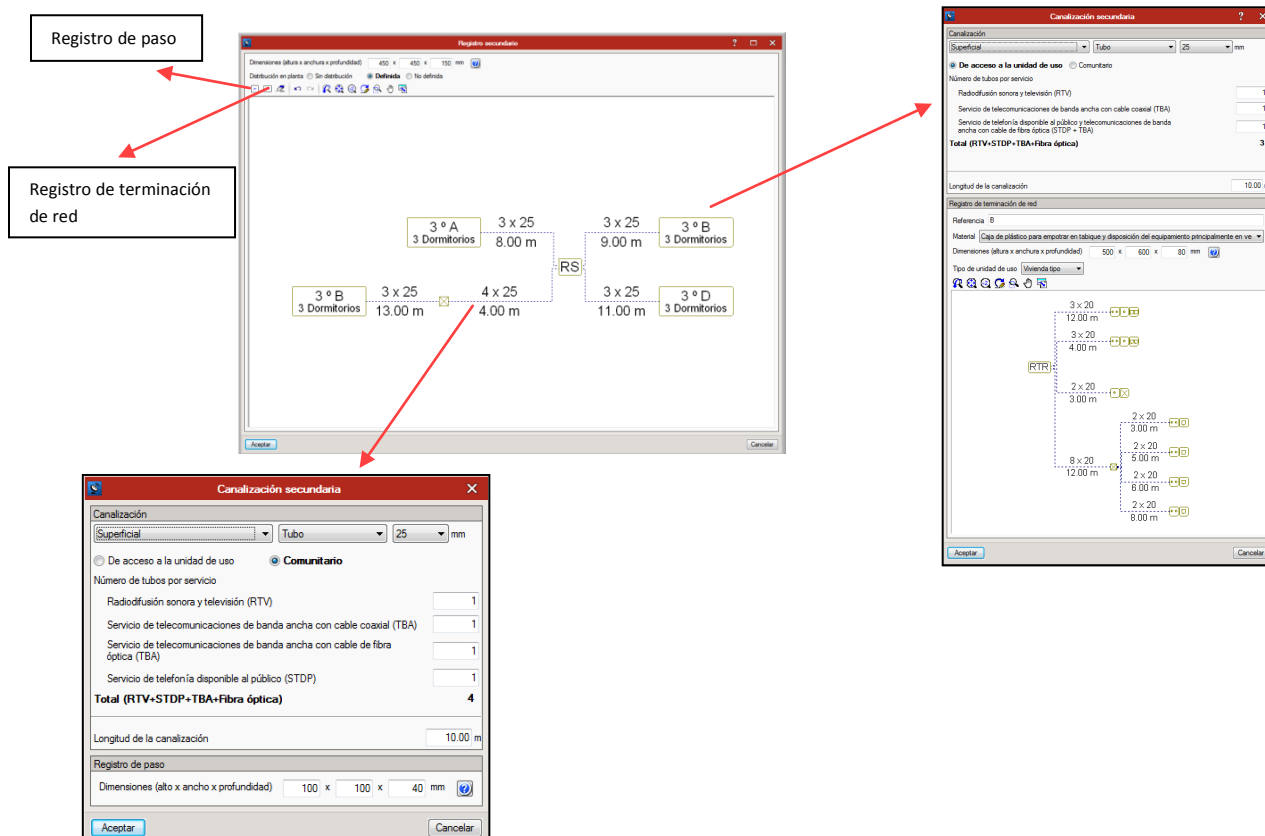 Registro de paso
Registro de terminación
de red
Registro secundario
Dimensiones (altura x anchura x profundidad) 450 x 450 x 150 mm
Distribución en planta Sin distribución Definida No definida
3 º A
3 Dormitorios
3 x 25
8.00 m
3 x 25
9.00 m
3 º B
3 Dormitorios
RS
3 º B
3 Dormitorios
3 x 25
13.00 m
4 x 25
4.00 m
3 x 25
11.00 m
3 º D
3 Dormitorios
Aceptar
Cancelar
Canalización secundaria
Canalización
Superficial Tubo 25 mm
De acceso a la unidad de uso Comunitario
Número de tubos por servicio
Radiodifusión sonora y televisión (RTV) 1
Servicio de telecomunicaciones de banda ancha con cable coaxial (TBA) 1
Servicio de telefonía disponible al público y telecomunicaciones de banda
ancha con cable de fibra óptica (STDP + TBA) 1
Total (RTV+STDP+TBA+Fibra óptica) 3
Longitud de la canalización 10.00
Registro de terminación de red
Referencia B
Material Caja de plástico para empotrar en tabique y disposición del equipamiento principalmente en ve
Dimensiones (altura x anchura x profundidad) 500 x 600 x 80 mm
Tipo de unidad de uso Vivienda tipo
3 x 20
12.00 m
3 x 20
4.00 m
RTR
2 x 20
3.00 m
2 x 20
3.00 m
2 x 20
5.00 m
8 x 20
12.00 m
2 x 20
6.00 m
2 x 20
8.00 m
Aceptar
Cancelar
Canalización secundaria
Canalización
Superficial Tubo 25 mm
De acceso a la unidad de uso Comunitario
Número de tubos por servicio
Radiodifusión sonora y televisión (RTV) 1
Servicio de telecomunicaciones de banda ancha con cable coaxial (TBA) 1
Servicio de telecomunicaciones de banda ancha con cable de fibra
óptica (TBA) 1
Servicio de telefonía disponible al público (STDP) 1
Total (RTV+STDP+TBA+Fibra óptica) 4
Longitud de la canalización 10.00 m
Registro de paso
Dimensiones (alto x ancho x profundidad) 100 x 100 x 40 mm
Aceptar
Cancelar